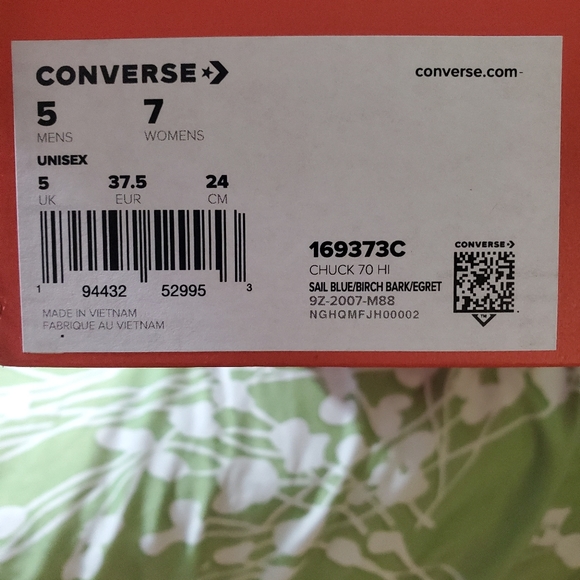 CONVERSE
converse.com
5 7
MENS WOMENS
UNISEX
5 37.5 24
UK EUR CM
1 94432 52995 3
MADE IN VIETNAM
FABRIQUE AU VIETNAM
169373C
CHUCK 70 HI
SAIL BLUE/BIRCH BARK/EGRET
9Z-2007-M88
NGHQMFJH00002
CONVERSE
TM